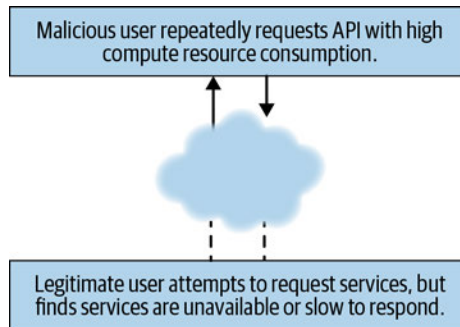 Malicious user repeatedly requests API with high
compute resource consumption.
Legitimate user attempts to request services, but
finds services are unavailable or slow to respond.